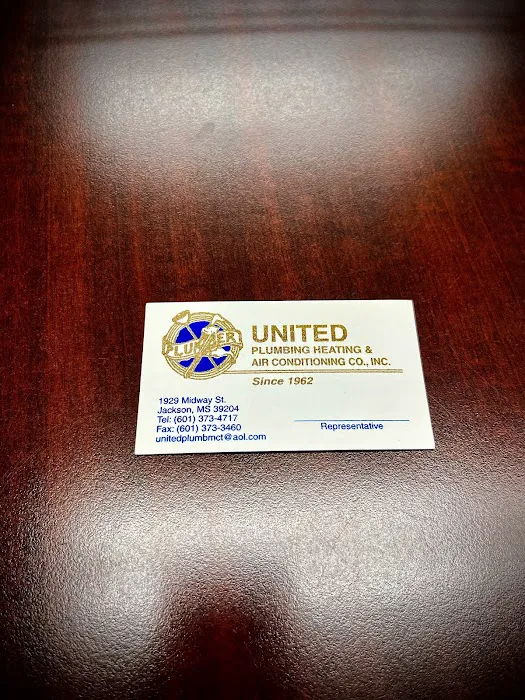 PLUMBER
UNITED
PLUMBING HEATING &
AIR CONDITIONING CO., INC.
Since 1962
1929 Midway St.
Jackson, MS 39204
Tel: (601) 373-4717
Fax: (601) 373-3460
unitedplumbmct@aol.com
Representative